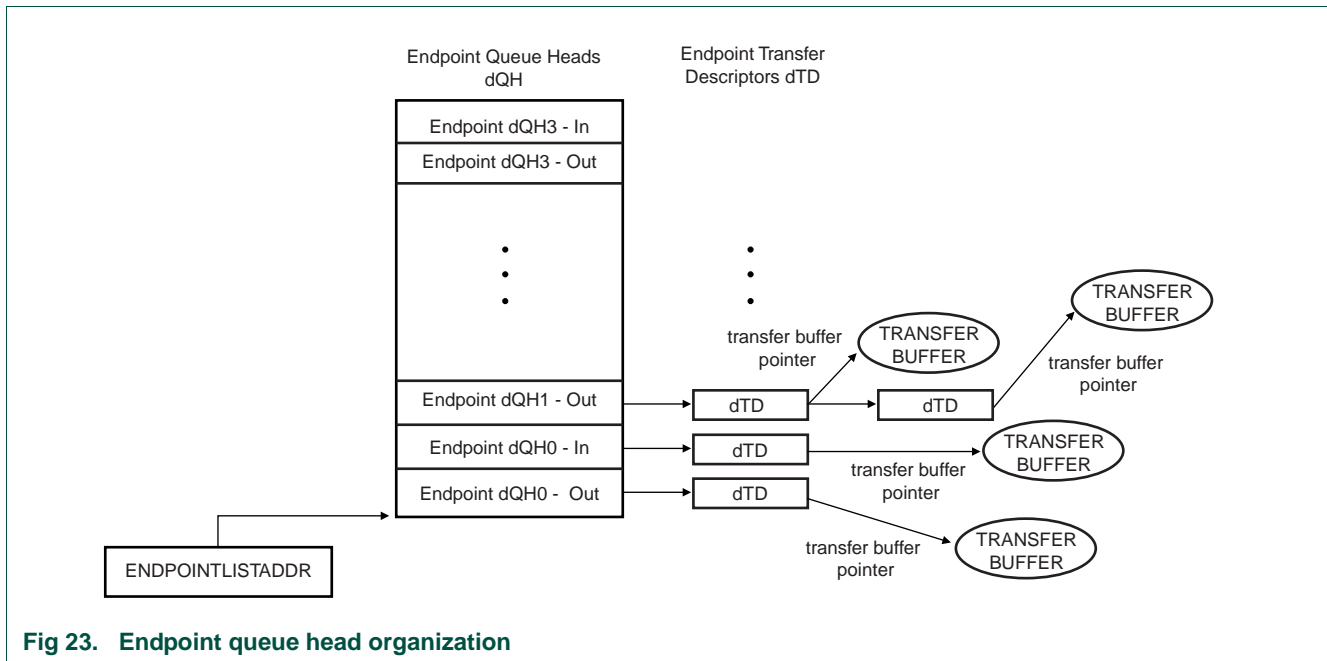 Endpoint Queue Heads
dQH
Endpoint Transfer
Descriptors dTD
Endpoint dQH3 - In
Endpoint dQH3 - Out
TRANSFER
BUFFER
transfer buffer
pointer
TRANSFER
BUFFER
transfer buffer
pointer
Endpoint dQH1 - Out
dTD
dTD
Endpoint dQH0 - In
dTD
transfer buffer
pointer
TRANSFER
BUFFER
Endpoint dQH0 - Out
dTD
transfer buffer
pointer
TRANSFER
BUFFER
ENDPOINTLISTADDR
Fig 23. Endpoint queue head organization